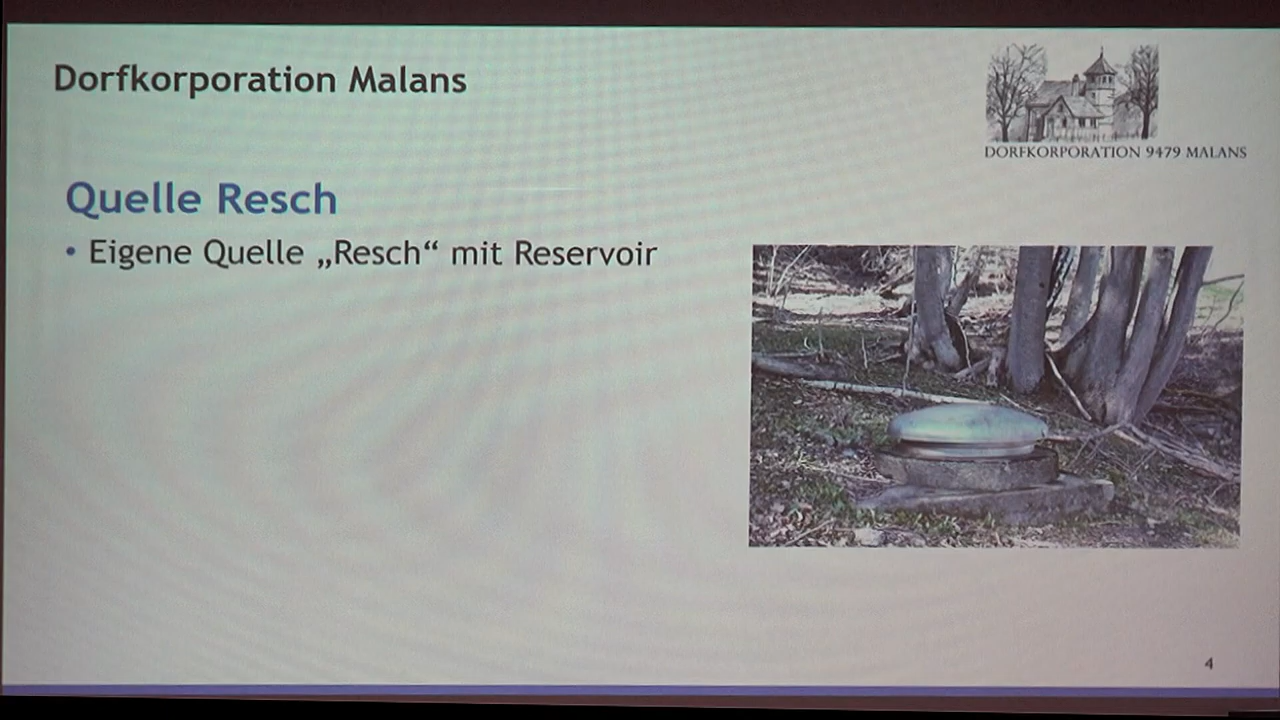 Dorfkorporation Malans
DORFKORPORATION 9479 MALANS
Quelle Resch
• Eigene Quelle „Resch“ mit Reservoir
4